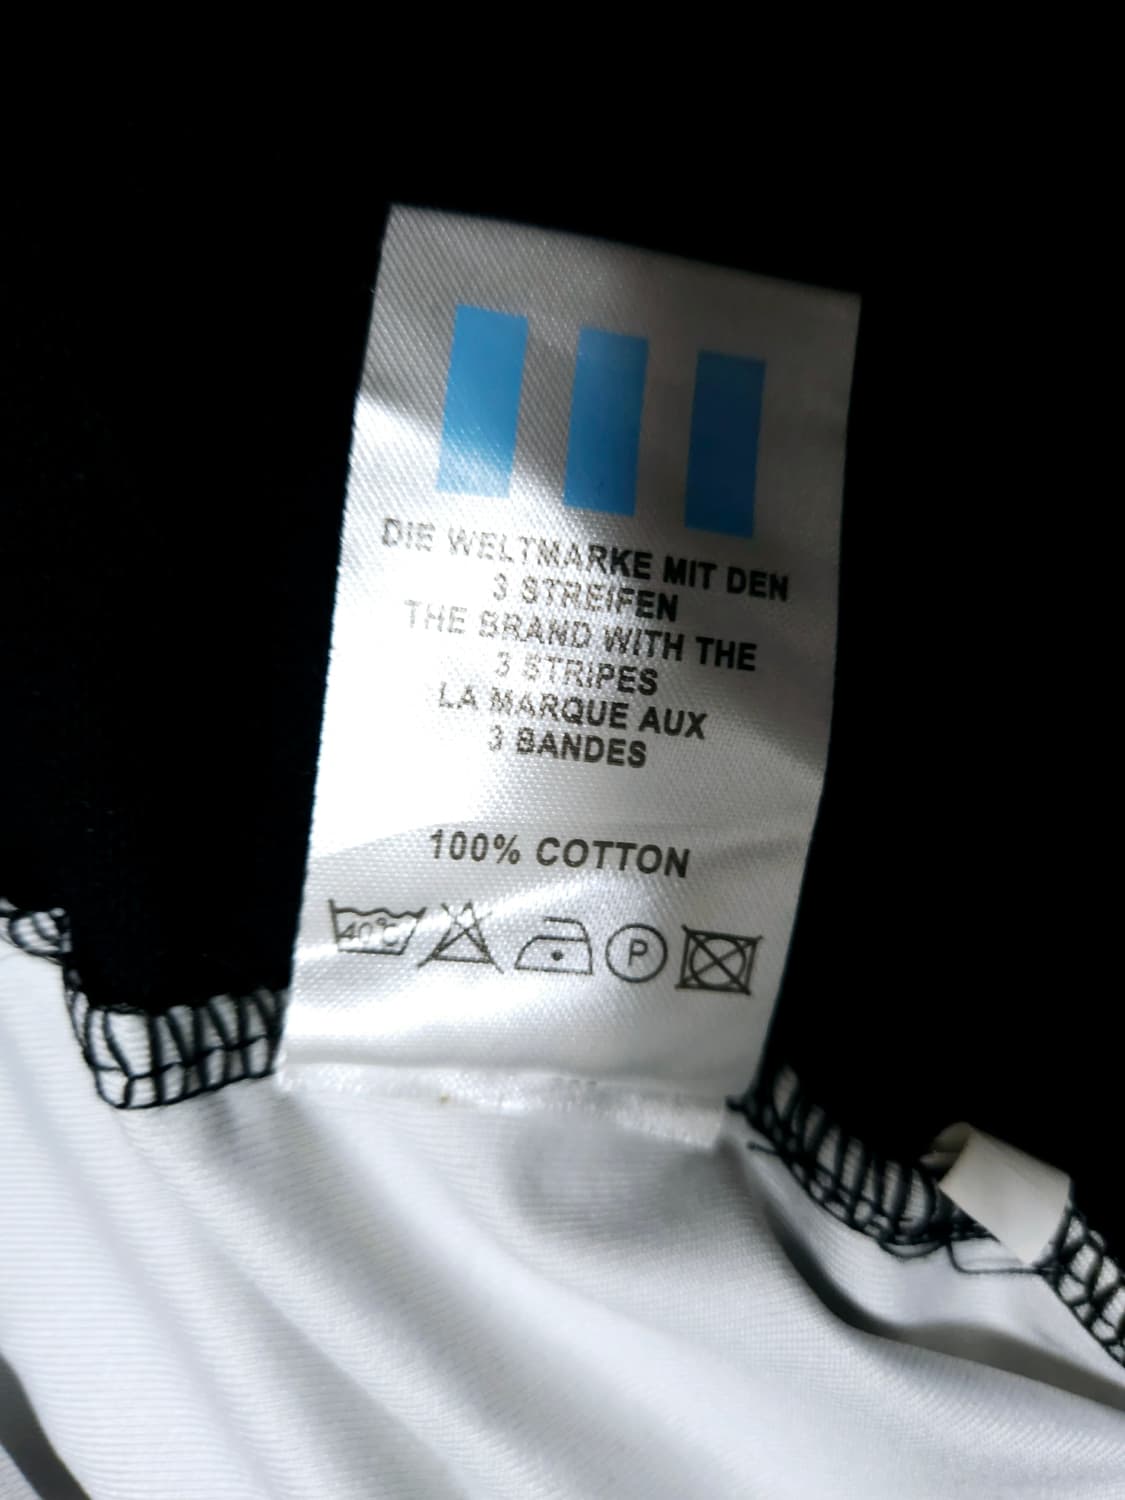 DIE WELTMARKE MIT DEN
3 STREIFEN
THE BRAND WITH THE
3 STRIPES
LA MARQUE AUX
3 BANDES
100% COTTON
40°C P